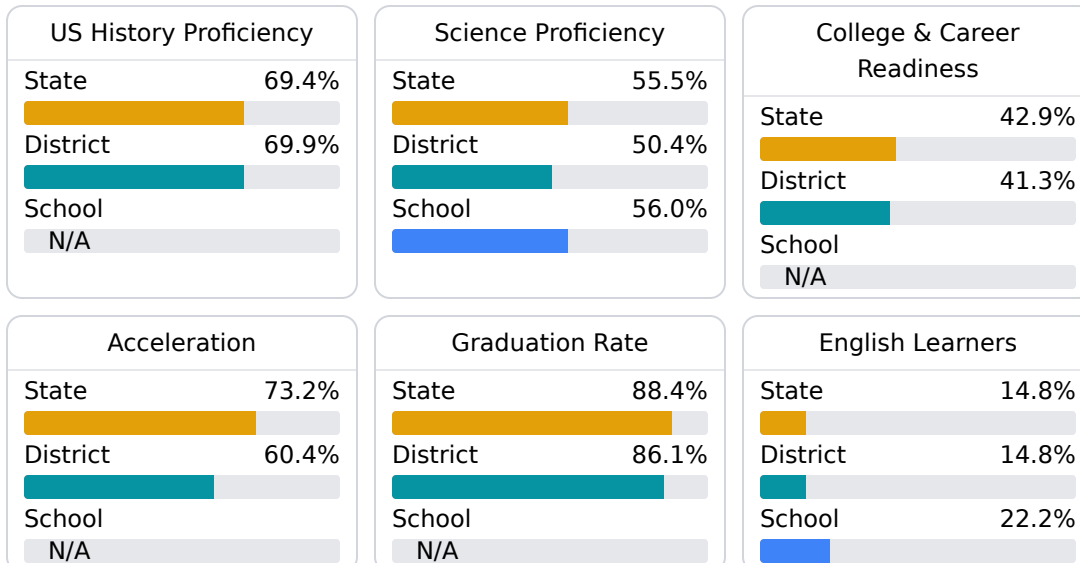 US History Proficiency
State 69.4%
District 69.9%
School
N/A
Science Proficiency
State 55.5%
District 50.4%
School 56.0%
College & Career
Readiness
State 42.9%
District 41.3%
School
N/A
Acceleration
State 73.2%
District 60.4%
School
N/A
Graduation Rate
State 88.4%
District 86.1%
School
N/A
English Learners
State 14.8%
District 14.8%
School 22.2%